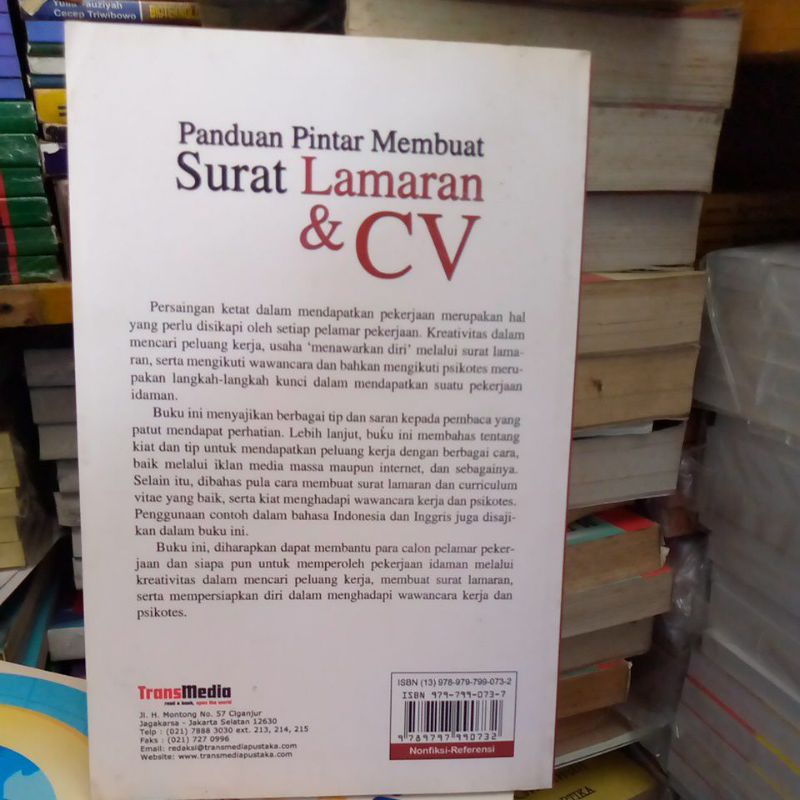 Yulia Fauziyah
Cecep Triwibowo
Panduan Pintar Membuat
Surat Lamaran
& CV
Persaingan ketat dalam mendapatkan pekerjaan merupakan hal
yang perlu disikapi oleh setiap pelamar pekerjaan. Kreativitas dalam
mencari peluang kerja, usaha ‘menawarkan diri’ melalui surat lama-
ran, serta mengikuti wawancara dan bahkan mengikuti psikotes meru-
pakan langkah-langkah kunci dalam mendapatkan suatu pekerjaan
idaman.
Buku ini menyajikan berbagai tip dan saran kepada pembaca yang
patut mendapat perhatian. Lebih lanjut, buku ini membahas tentang
kiat dan tip untuk mendapatkan peluang kerja dengan berbagai cara,
baik melalui iklan media massa maupun internet, dan sebagainya.
Selain itu, dibahas pula cara membuat surat lamaran dan curriculum
vitae yang baik, serta kiat menghadapi wawancara kerja dan psikotes.
Penggunaan contoh dalam bahasa Indonesia dan Inggris juga disaji-
kan dalam buku ini.
Buku ini, diharapkan dapat membantu para calon pelamar peker-
jaan dan siapa pun untuk memperoleh pekerjaan idaman melalui
kreativitas dalam mencari peluang kerja, membuat surat lamaran,
serta mempersiapkan diri dalam menghadapi wawancara kerja dan
psikotes.
TransMedia
read a book, open the world
Jl. H. Montong No. 57 Ciganjur
Jagakarsa - Jakarta Selatan 12630
Telp : (021) 7888 3030 ext. 213, 214, 215
Faks : (021) 727 0996
Email: redaksi@transmediapustaka.com
Website: www.transmediapustaka.com
ISBN (13) 978-979-799-073-2
ISBN 979-799-073-7
9 789797 990732
Nonfiksi-Referensi